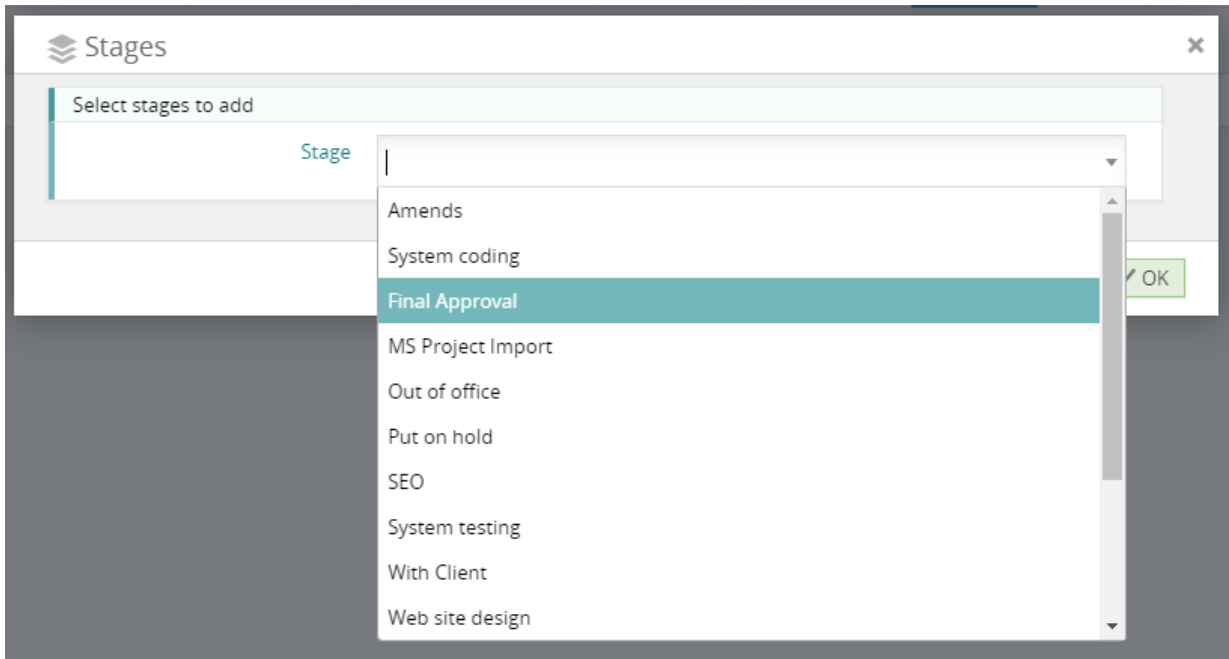 Stages
Select stages to add
Stage
Amends
System coding
Final Approval
OK
MS Project Import
Out of office
Put on hold
SEO
System testing
With Client
Web site design